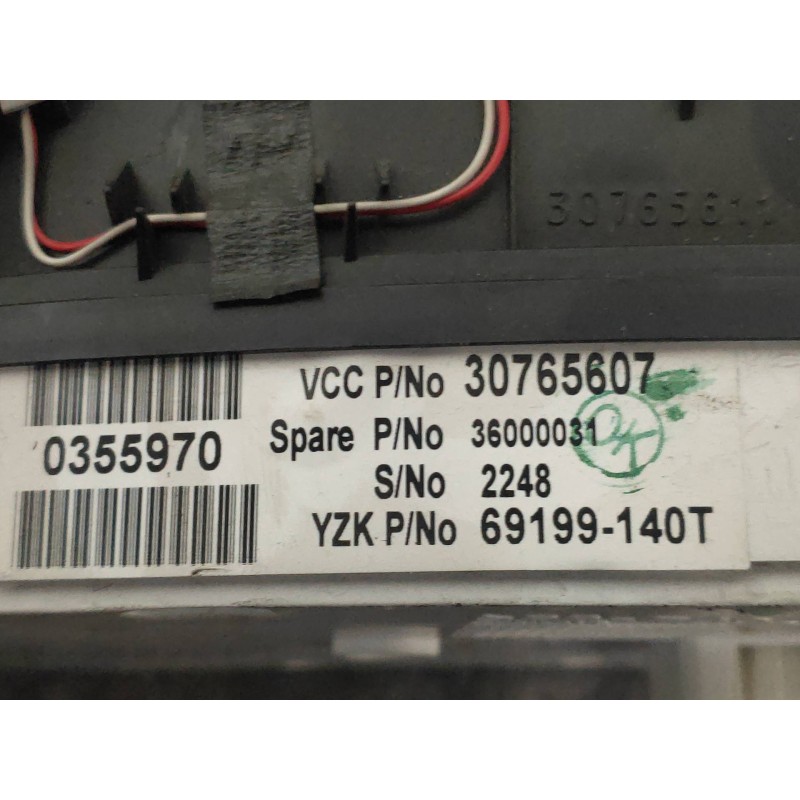 VCC P/No 30765607
Spare P/No 36000031
0355970
S/No 2248
YZK P/No 69199-140T